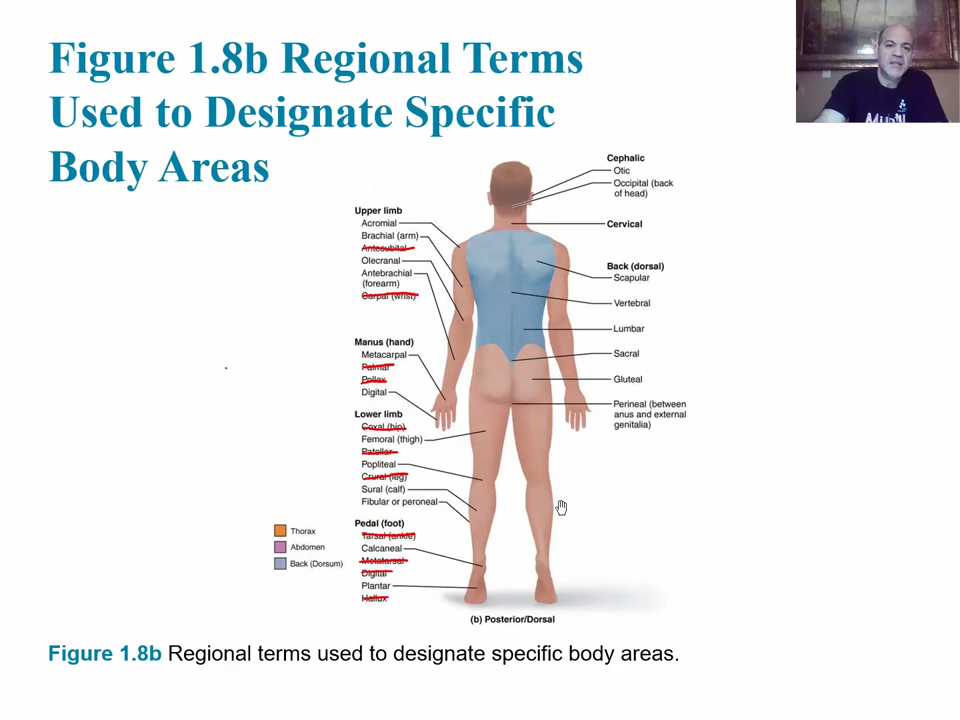 Figure 1.8b Regional Terms
Used to Designate Specific
Body Areas
Cephalic
Otic
Occipital (back
of head)
Cervical
Back (dorsal)
Scapular
Vertebral
Lumbar
Sacral
Gluteal
Perineal (between
anus and external
genitalia)
Upper limb
Acromial
Brachial (arm)
Antecubital
Olecranal
Antebrachial
(forearm)
Carpal (wrist)
Manus (hand)
Metacarpal
Palmar
Pollex
Digital
Lower limb
Coxal (hip)
Femoral (thigh)
Patellar
Popliteal
Crural (leg)
Sural (calf)
Fibular or peroneal
Pedal (foot)
Tarsal (ankle)
Calcaneal
Metatarsal
Digital
Plantar
Hallux
Thorax
Abdomen
Back (Dorsum)
(b) Posterior/Dorsal
Figure 1.8b Regional terms used to designate specific body areas.